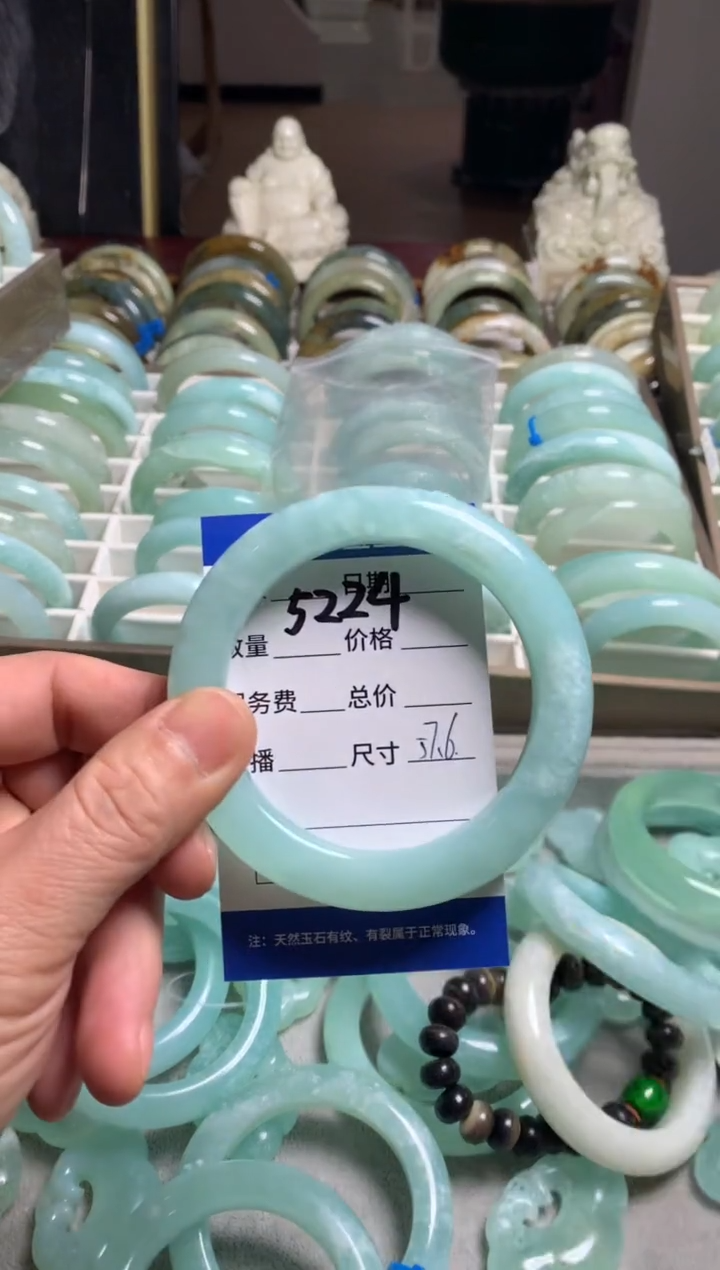 日期
5224
数量 价格
务费 总价
播 尺寸 57.6
注：天然玉石有纹、有裂属于正常现象。